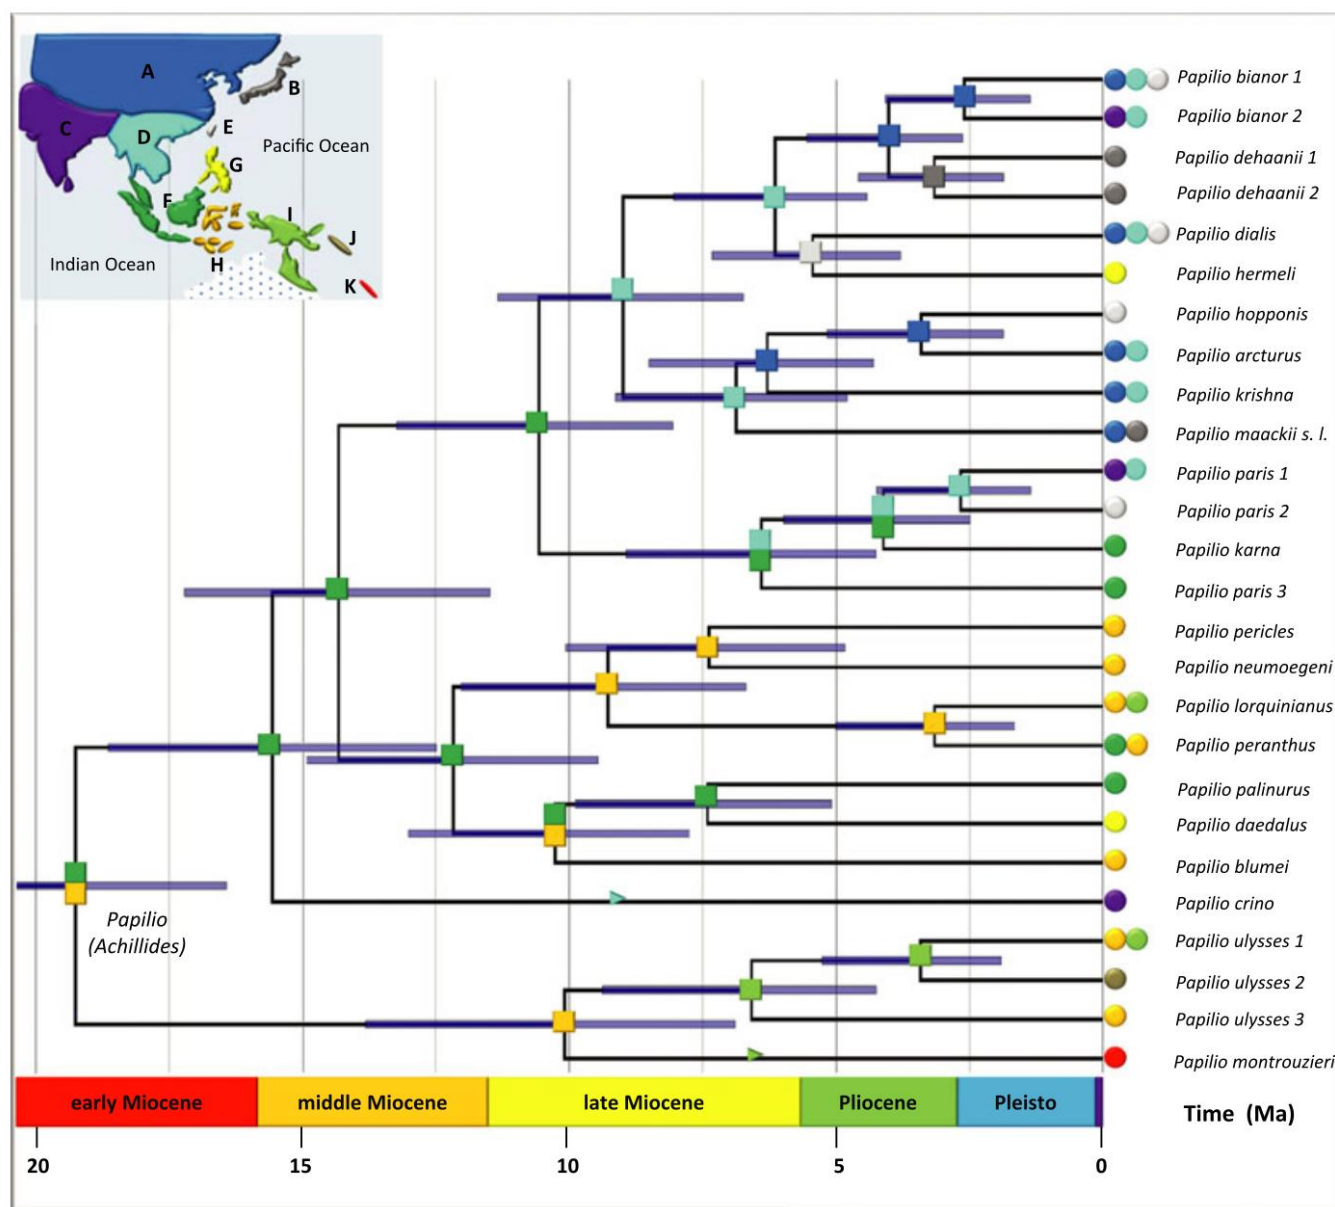 A
B
C
D
E
Pacific Ocean
G
F
I
J
Indian Ocean
H
K
Papilio bianor 1
Papilio bianor 2
Papilio dehaanii 1
Papilio dehaanii 2
Papilio dialis
Papilio hermeli
Papilio hopponis
Papilio arcturus
Papilio krishna
Papilio maackii s. l.
Papilio paris 1
Papilio paris 2
Papilio karna
Papilio paris 3
Papilio pericles
Papilio neumoegeni
Papilio lorquinianus
Papilio peranthus
Papilio palinurus
Papilio daedalus
Papilio blumei
Papilio crino
Papilio
(Achillides)
Papilio ulysses 1
Papilio ulysses 2
Papilio ulysses 3
Papilio montrouzieri
early Miocene
middle Miocene
late Miocene
Pliocene
Pleisto
Time (Ma)
20
15
10
5
0